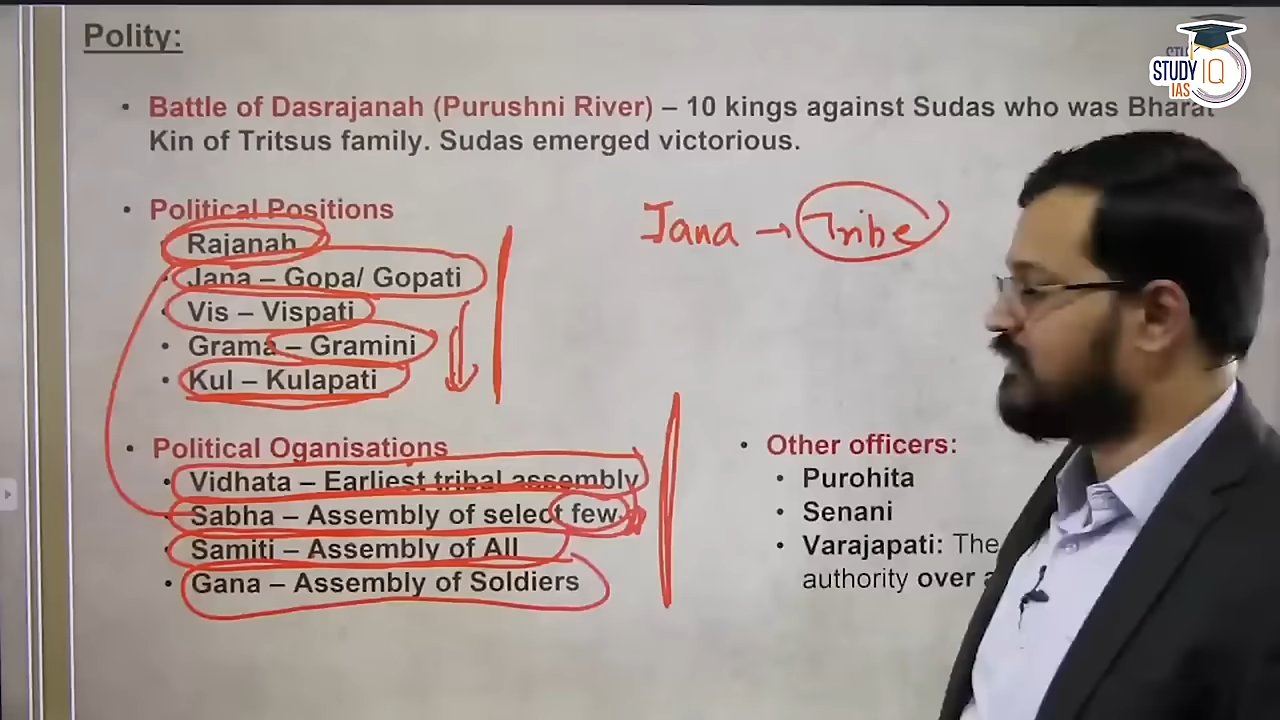 Polity:
STUDY IQ
IAS
• Battle of Dasrajanah (Purushni River) – 10 kings against Sudas who was Bharat
Kin of Tritsus family. Sudas emerged victorious.
• Political Positions
• Rajanah
• Jana – Gopa/ Gopati
• Vis – Vispati
• Grama – Gramini
• Kul – Kulapati
Jana → Tribe
• Political Oganisations
• Vidhata – Earliest tribal assembly
• Sabha – Assembly of select few.
• Samiti – Assembly of All
• Gana – Assembly of Soldiers
• Other officers:
• Purohita
• Senani
• Varajapati: The
authority over